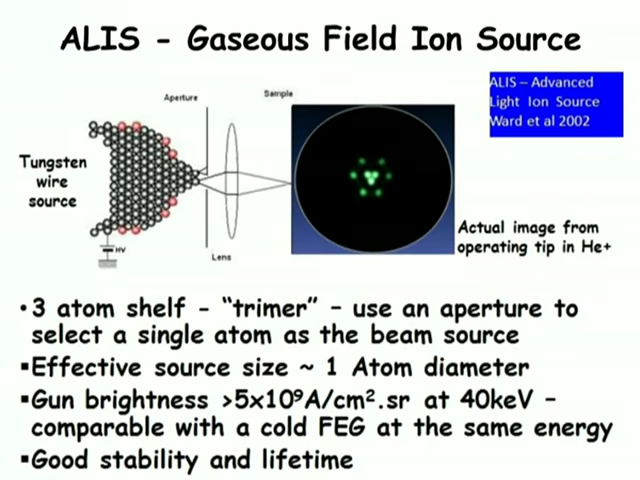 ALIS - Gaseous Field Ion Source
ALIS – Advanced
Light Ion Source
Ward et al 2002
Aperture
Sample
Tungsten
wire
source
HV
Lens
Actual image from
operating tip in He+
• 3 atom shelf - “trimer” – use an aperture to
select a single atom as the beam source
▪Effective source size ~ 1 Atom diameter
▪Gun brightness >5x10⁹A/cm².sr at 40keV –
comparable with a cold FEG at the same energy
▪Good stability and lifetime